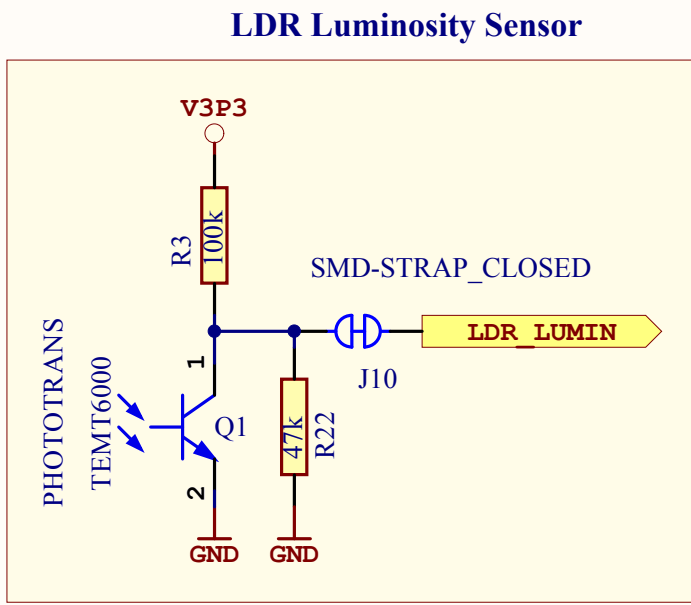 LDR Luminosity Sensor
V3P3
R3
100k
SMD-STRAP_CLOSED
LDR_LUMIN
J10
1
PHOTOTRANS
TEMT6000
Q1
47k
R22
2
GND
GND